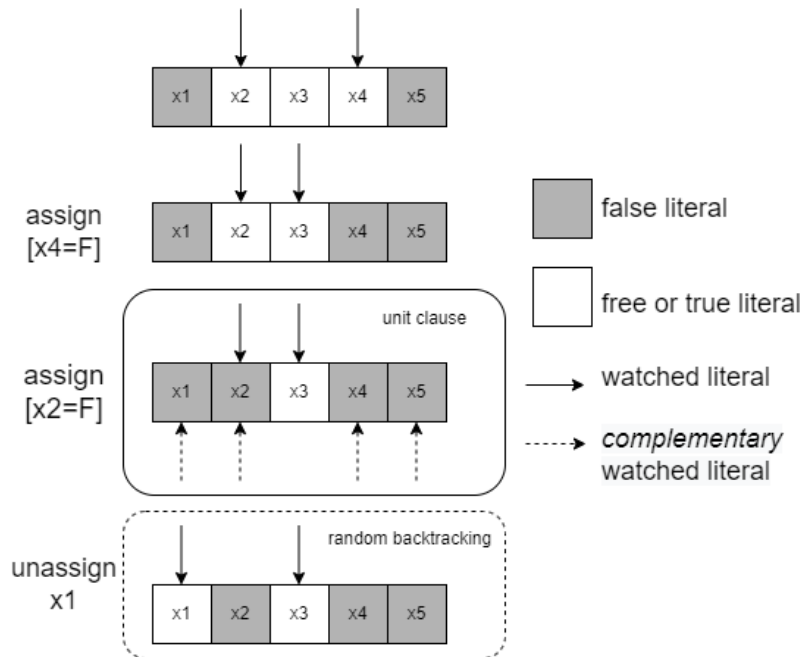 x1 x2 x3 x4 x5
assign
[x4=F]
x1 x2 x3 x4 x5
false literal
free or true literal
unit clause
assign
[x2=F]
x1 x2 x3 x4 x5
watched literal
complementary
watched literal
random backtracking
unassign
x1
x1 x2 x3 x4 x5